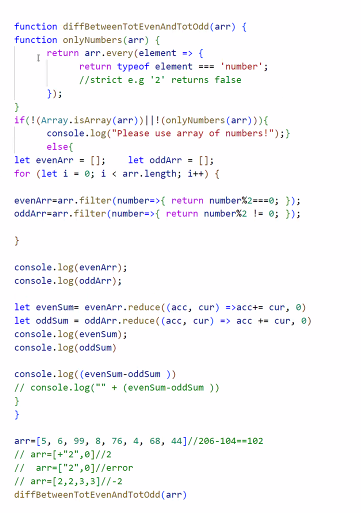 function diffBetweenTotEvenAndTotOdd(arr) {
function onlyNumbers(arr) {
return arr.every(element => {
return typeof element === 'number';
//strict e.g '2' returns false
});
}
if(!(Array.isArray(arr))||!(onlyNumbers(arr))){
console.log("Please use array of numbers!");}
else{
let evenArr = []; let oddArr = [];
for (let i = 0; i < arr.length; i++) {
evenArr=arr.filter(number=>{ return number%2===0; });
oddArr=arr.filter(number=>{ return number%2 != 0; });
}
console.log(evenArr);
console.log(oddArr);
let evenSum= evenArr.reduce((acc, cur) =>acc+= cur, 0)
let oddSum = oddArr.reduce((acc, cur) => acc += cur, 0)
console.log(evenSum);
console.log(oddSum)
console.log((evenSum-oddSum ))
// console.log("" + (evenSum-oddSum ))
}
}
arr=[5, 6, 99, 8, 76, 4, 68, 44]//206-104==102
// arr=[+"2",0]//2
// arr=["2",0]//error
// arr=[2,2,3,3]//-2
diffBetweenTotEvenAndTotOdd(arr)